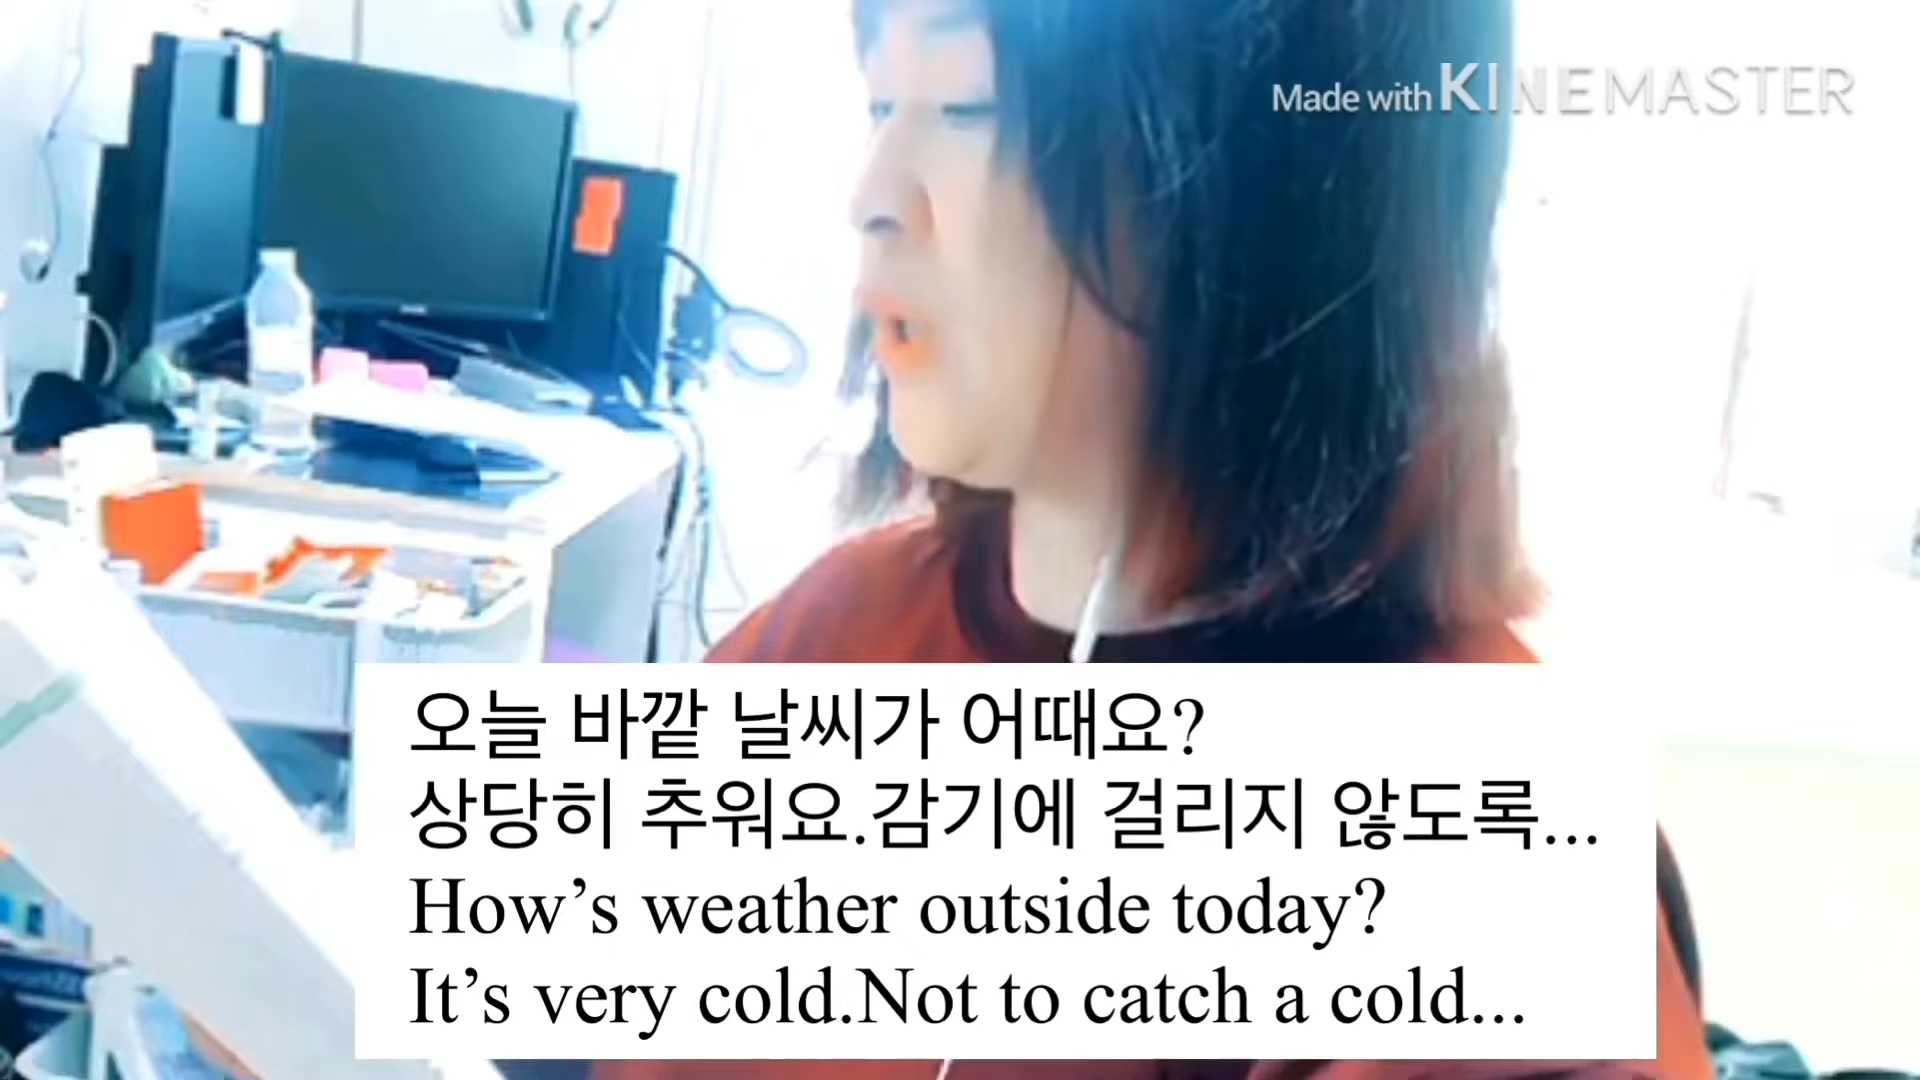 Made with KINEMASTER
오늘 바깥 날씨가 어때요?
상당히 추워요.감기에 걸리지 않도록...
How’s weather outside today?
It’s very cold.Not to catch a cold...